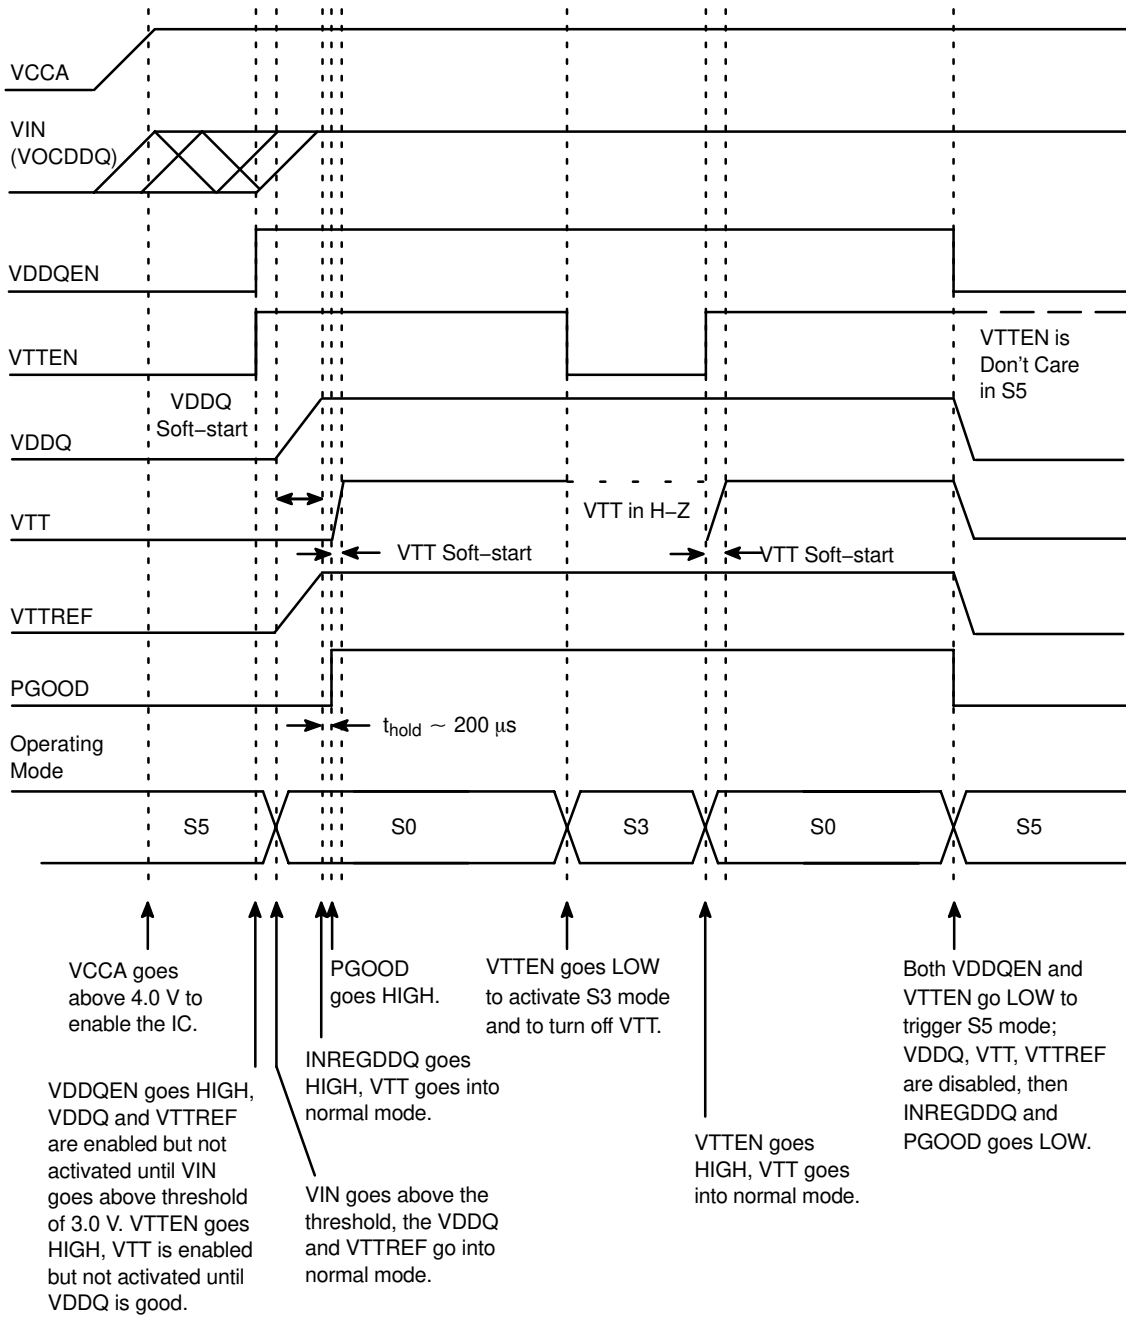 VCCA
VIN
(VOCDDQ)
VDDQEN
VTTEN
VTTEN is
Don't Care
in S5
VDDQ
Soft−start
VDDQ
VTT in H−Z
VTT
VTT Soft−start
VTT Soft−start
VTTREF
PGOOD
thold ~ 200 μs
Operating
Mode
S5
S0
S3
S0
S5
VCCA goes
above 4.0 V to
enable the IC.
PGOOD
goes HIGH.
VTTEN goes LOW
to activate S3 mode
and to turn off VTT.
Both VDDQEN and
VTTEN go LOW to
trigger S5 mode;
VDDQ, VTT, VTTREF
are disabled, then
INREGDDQ and
PGOOD goes LOW.
INREGDDQ goes
HIGH, VTT goes into
normal mode.
VDDQEN goes HIGH,
VDDQ and VTTREF
are enabled but not
activated until VIN
goes above threshold
of 3.0 V. VTTEN goes
HIGH, VTT is enabled
but not activated until
VDDQ is good.
VIN goes above the
threshold, the VDDQ
and VTTREF go into
normal mode.
VTTEN goes
HIGH, VTT goes
into normal mode.